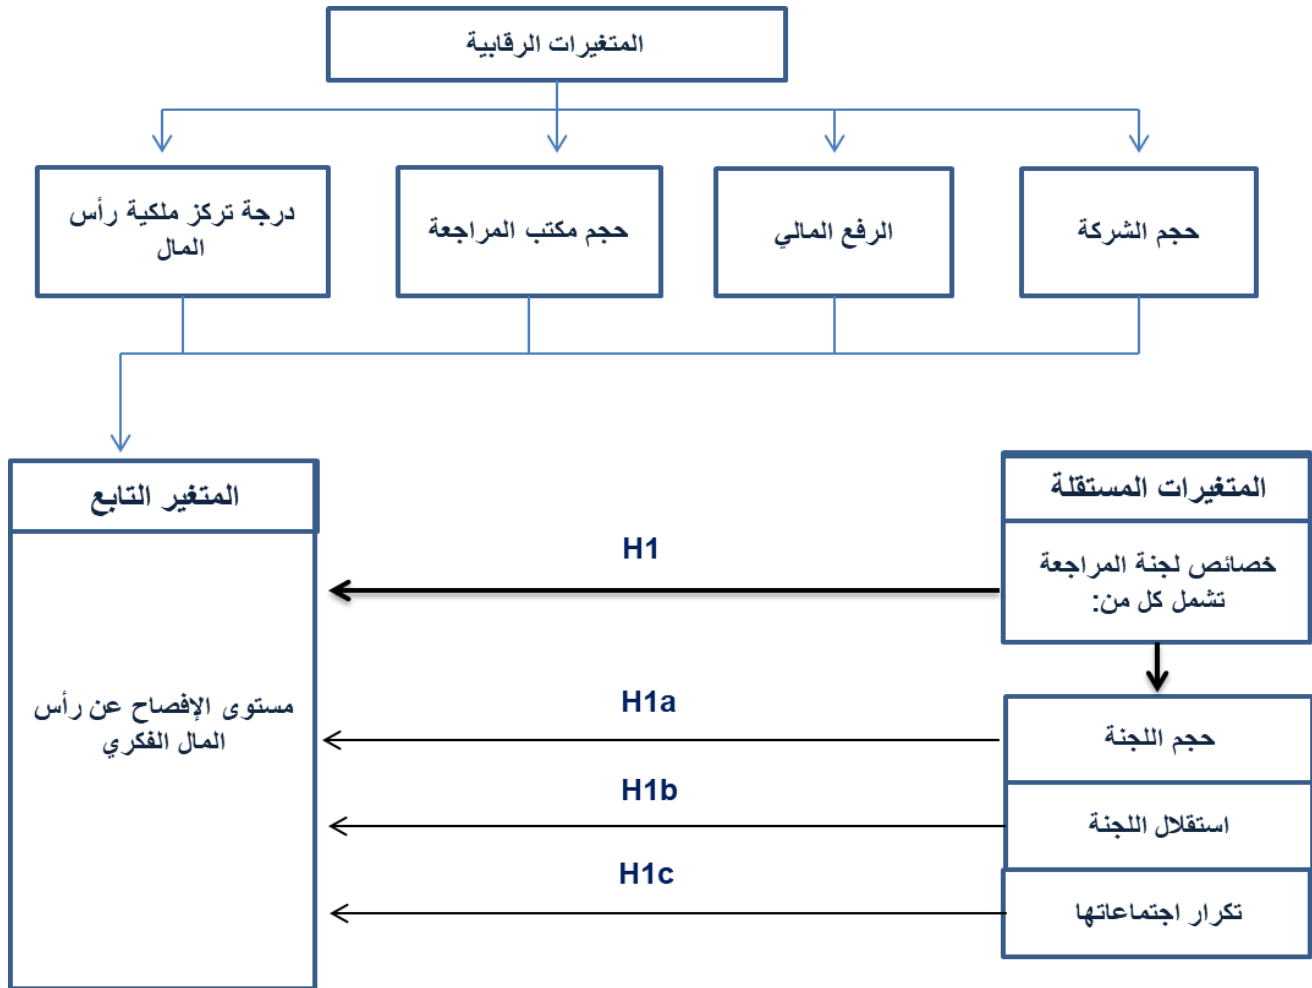 المتغيرات الرقابية
حجم الشركة
الرفع المالي
حجم مكتب المراجعة
درجة تركز ملكية رأس
المال
المتغيرات المستقلة
خصائص لجنة المراجعة
تشمل كل من:
حجم اللجنة
استقلال اللجنة
تكرار اجتماعاتها
H1
H1a
H1b
H1c
المتغير التابع
مستوى الإفصاح عن رأس
المال الفكري